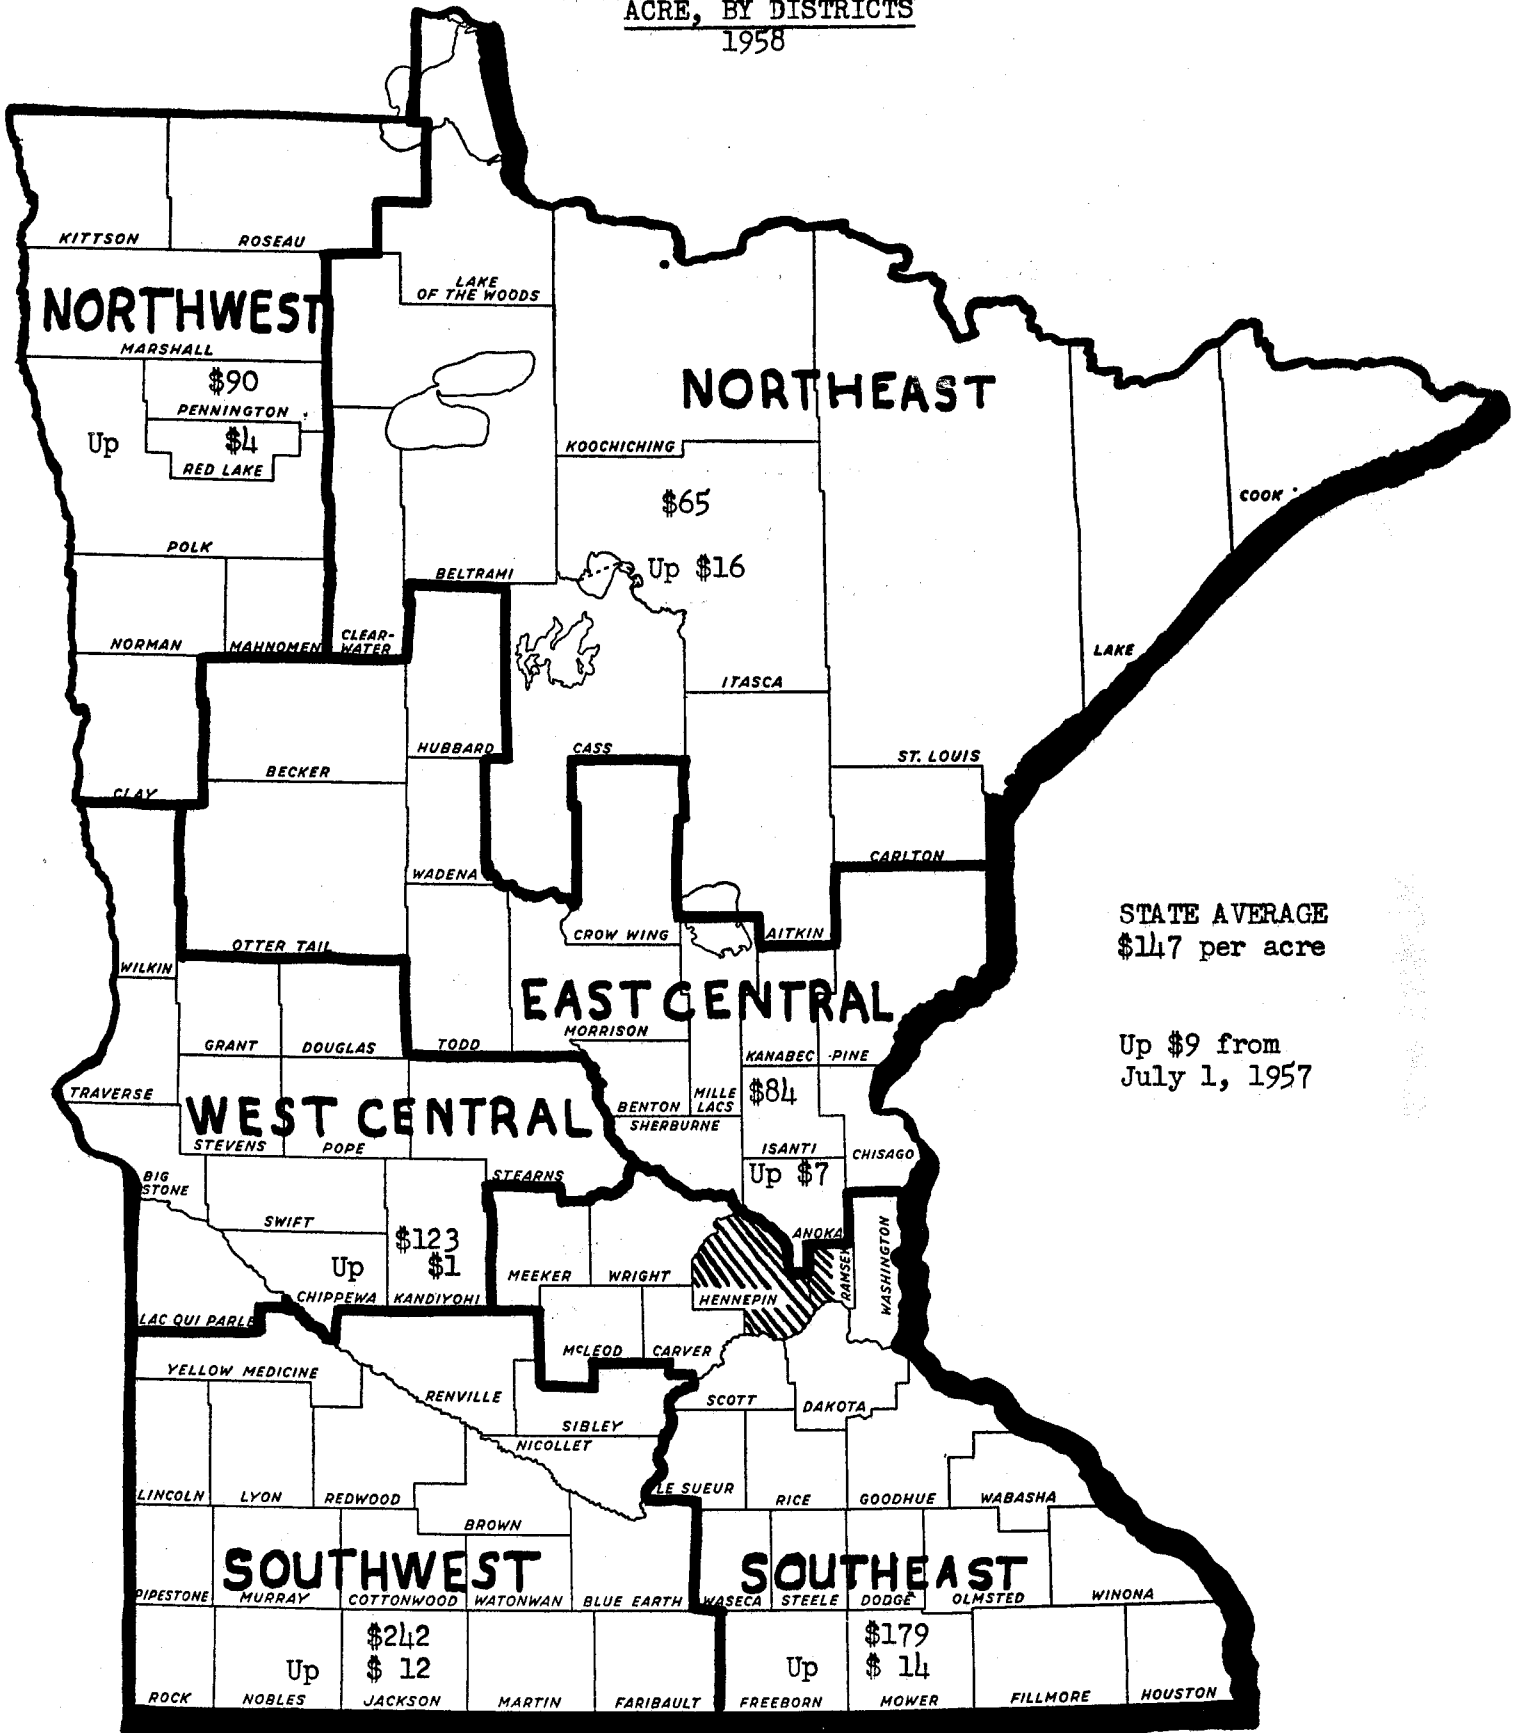 ACRE, BY DISTRICTS
1958
KITTSON
ROSEAU
LAKE
OF THE WOODS
NORTHWEST
MARSHALL
$90
PENNINGTON
Up $4
RED LAKE
NORTHEAST
KOOCHICHING
$65
Up $16
COOK
POLK
BELTRAMI
NORMAN
MAHNOMEN
CLEAR-
WATER
LAKE
ITASCA
HUBBARD
CASS
ST. LOUIS
BECKER
CLAY
WADENA
CARLTON
OTTER TAIL
CROW WING
AITKIN
STATE AVERAGE
$147 per acre
WILKIN
EAST CENTRAL
MORRISON
GRANT
DOUGLAS
TODD
KANABEC
PINE
Up $9 from
July 1, 1957
TRAVERSE
WEST CENTRAL
BENTON
MILLE
LACS
$84
SHERBURNE
STEVENS
POPE
ISANTI
CHISAGO
Up $7
BIG
STONE
STEARNS
SWIFT
$123
Up $1
ANOKA
RAMSEY
WASHINGTON
MEEKER
WRIGHT
HENNEPIN
CHIPPEWA
KANDIYOHI
LAC QUI PARLE
McLEOD
CARVER
YELLOW MEDICINE
RENVILLE
SCOTT
DAKOTA
SIBLEY
NICOLLET
LINCOLN
LYON
REDWOOD
LE SUEUR
RICE
GOODHUE
WABASHA
BROWN
SOUTHWEST
SOUTHEAST
PIPESTONE
MURRAY
COTTONWOOD
WATONWAN
BLUE EARTH
WASECA
STEELE
DODGE
OLMSTED
WINONA
$242
Up $ 12
$179
Up $ 14
ROCK
NOBLES
JACKSON
MARTIN
FARIBAULT
FREEBORN
MOWER
FILLMORE
HOUSTON